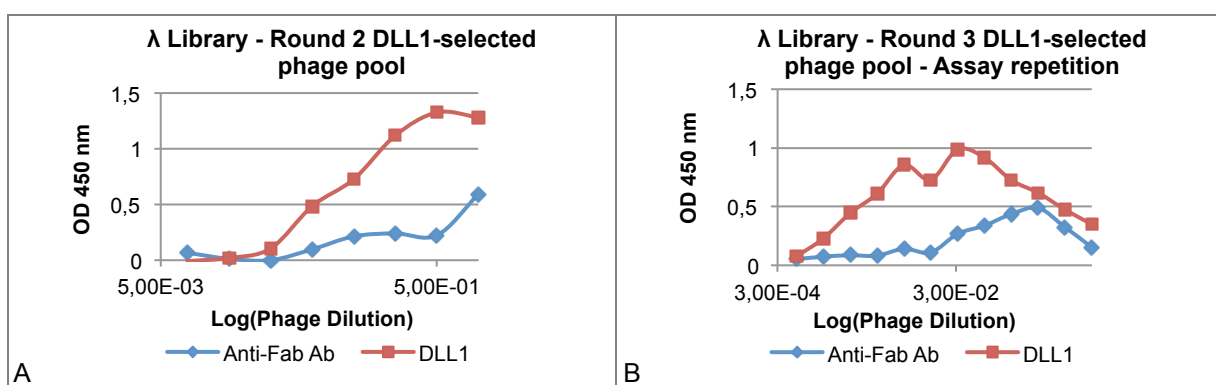 λ Library - Round 2 DLL1-selected
phage pool
1,5
1
0,5
0
OD 450 nm
5,00E-03
5,00E-01
Log(Phage Dilution)
Anti-Fab Ab
DLL1
A
λ Library - Round 3 DLL1-selected
phage pool - Assay repetition
1,5
1
0,5
0
OD 450 nm
3,00E-04
3,00E-02
Log(Phage Dilution)
Anti-Fab Ab
DLL1
B